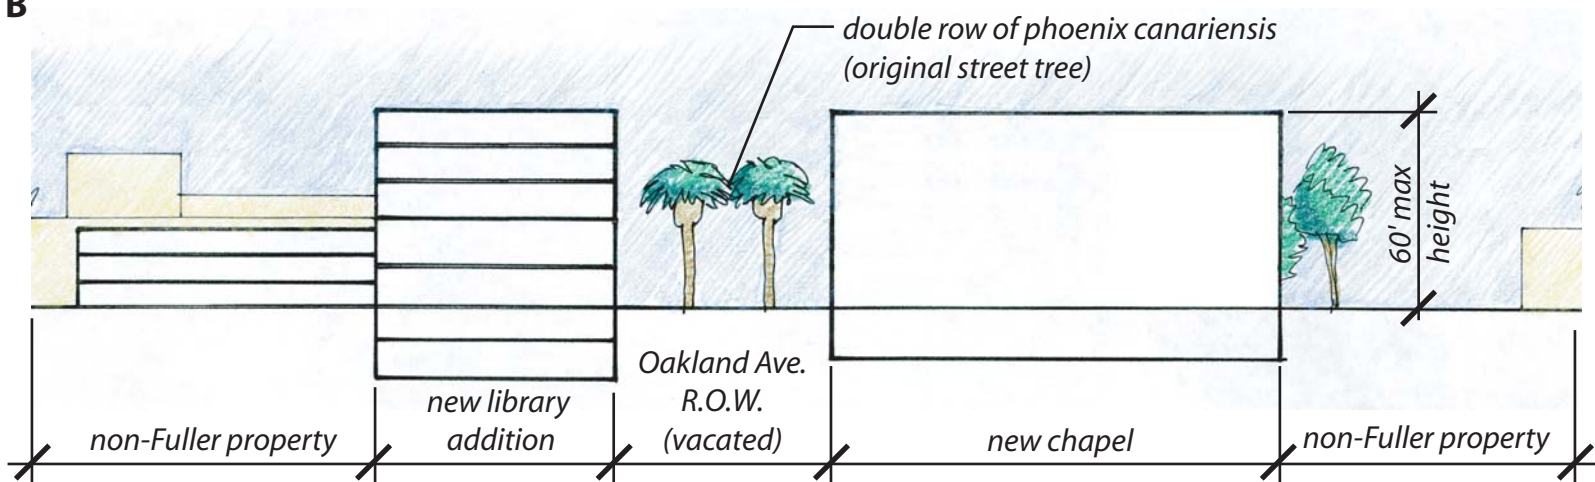 B
double row of phoenix canariensis
(original street tree)
60' max
height
Oakland Ave.
R.O.W.
(vacated)
new library
addition
non-Fuller property
new chapel
non-Fuller property